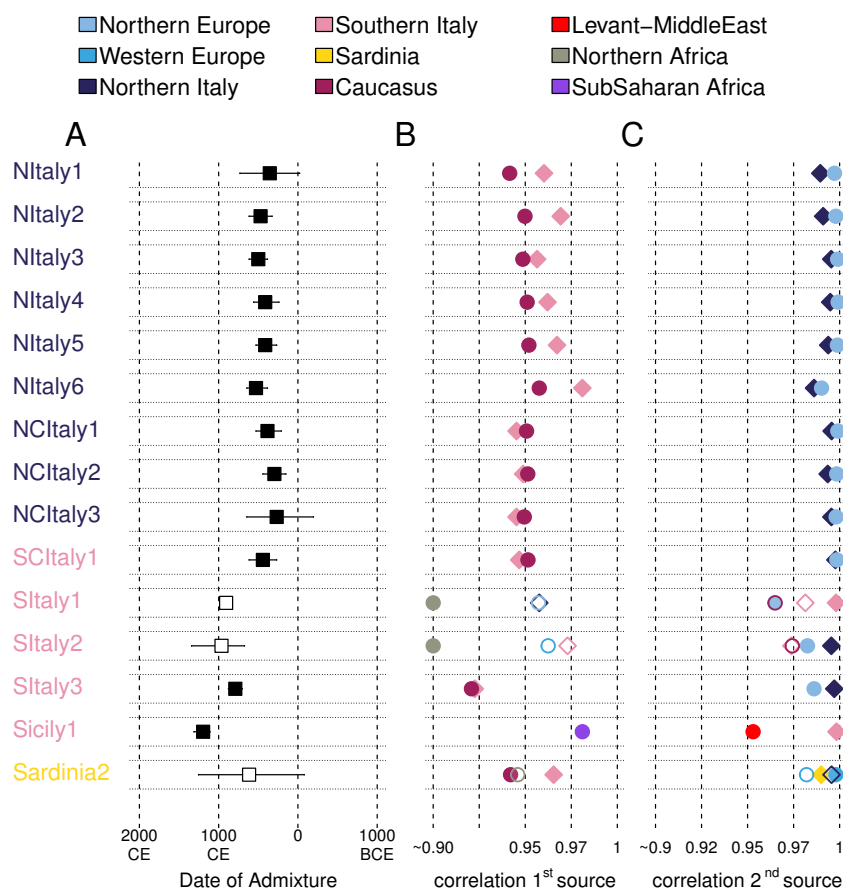 Northern Europe Southern Italy Levant−MiddleEast
Western Europe Sardinia Northern Africa
Northern Italy Caucasus SubSaharan Africa
A B C
NItaly1
NItaly2
NItaly3
NItaly4
NItaly5
NItaly6
NCItaly1
NCItaly2
NCItaly3
SCItaly1
SItaly1
SItaly2
SItaly3
Sicily1
Sardinia2
2000 1000 0 1000 ~0.90 0.95 0.97 1 ~0.9 0.92 0.95 0.97 1
CE CE BCE
Date of Admixture correlation 1st source correlation 2nd source